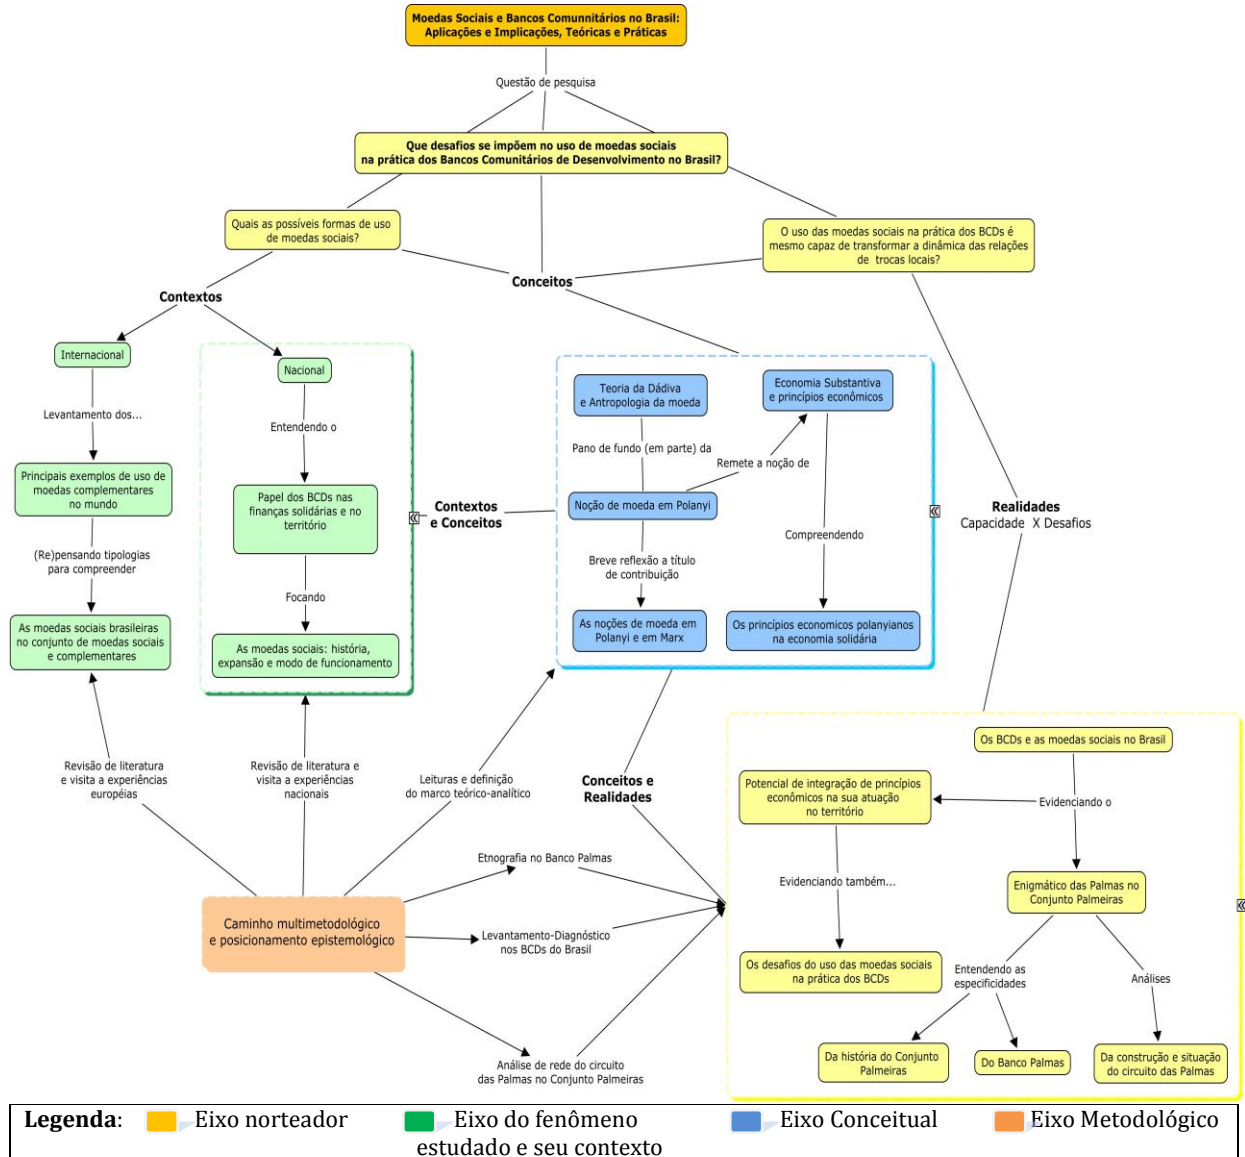 Moedas Sociais e Bancos Comunnitários no Brasil:
Aplicações e Implicações, Teóricas e Práticas
Questão de pesquisa
Que desafios se impõem no uso de moedas sociais
na prática dos Bancos Comunitários de Desenvolvimento no Brasil?
Quais as possíveis formas de uso
de moedas sociais?
O uso das moedas sociais na prática dos BCDs é
mesmo capaz de transformar a dinâmica das relações
de trocas locais?
Conceitos
Contextos
Internacional
Levantamento dos...
Principais exemplos de uso de
moedas complementares
no mundo
(Re)pensando tipologias
para compreender
As moedas sociais brasileiras
no conjunto de moedas sociais
e complementares
Nacional
Entendendo o
Papel dos BCDs nas
finanças solidárias e no
território
Focando
As moedas sociais: história,
expansão e modo de funcionamento
Contextos
e Conceitos
Teoria da Dádiva
e Antropologia da moeda
Economia Substantiva
e princípios econômicos
Pano de fundo (em parte) da
Remete a noção de
Noção de moeda em Polanyi
Compreendendo
Breve reflexão a título
de contribuição
As noções de moeda em
Polanyi e em Marx
Os princípios economicos polanyianos
na economia solidária
Realidades
Capacidade X Desafios
Revisão de literatura
e visita a experiências
européias
Revisão de literatura e
visita a experiências
nacionais
Leituras e definição
do marco teórico-analítico
Conceitos e
Realidades
Caminho multimetodológico
e posicionamento epistemológico
Etnografia no Banco Palmas
Levantamento-Diagnóstico
nos BCDs do Brasil
Análise de rede do circuito
das Palmas no Conjunto Palmeiras
Os BCDs e as moedas sociais no Brasil
Potencial de integração de princípios
econômicos na sua atuação
no território
Evidenciando o
Evidenciando também...
Enigmático das Palmas no
Conjunto Palmeiras
Os desafios do uso das moedas sociais
na prática dos BCDs
Entendendo as
especificidades
Análises
Da história do Conjunto
Palmeiras
Do Banco Palmas
Da construção e situação
do circuito das Palmas
Legenda: Eixo norteador Eixo do fenômeno Eixo Conceitual Eixo Metodológico
estudado e seu contexto